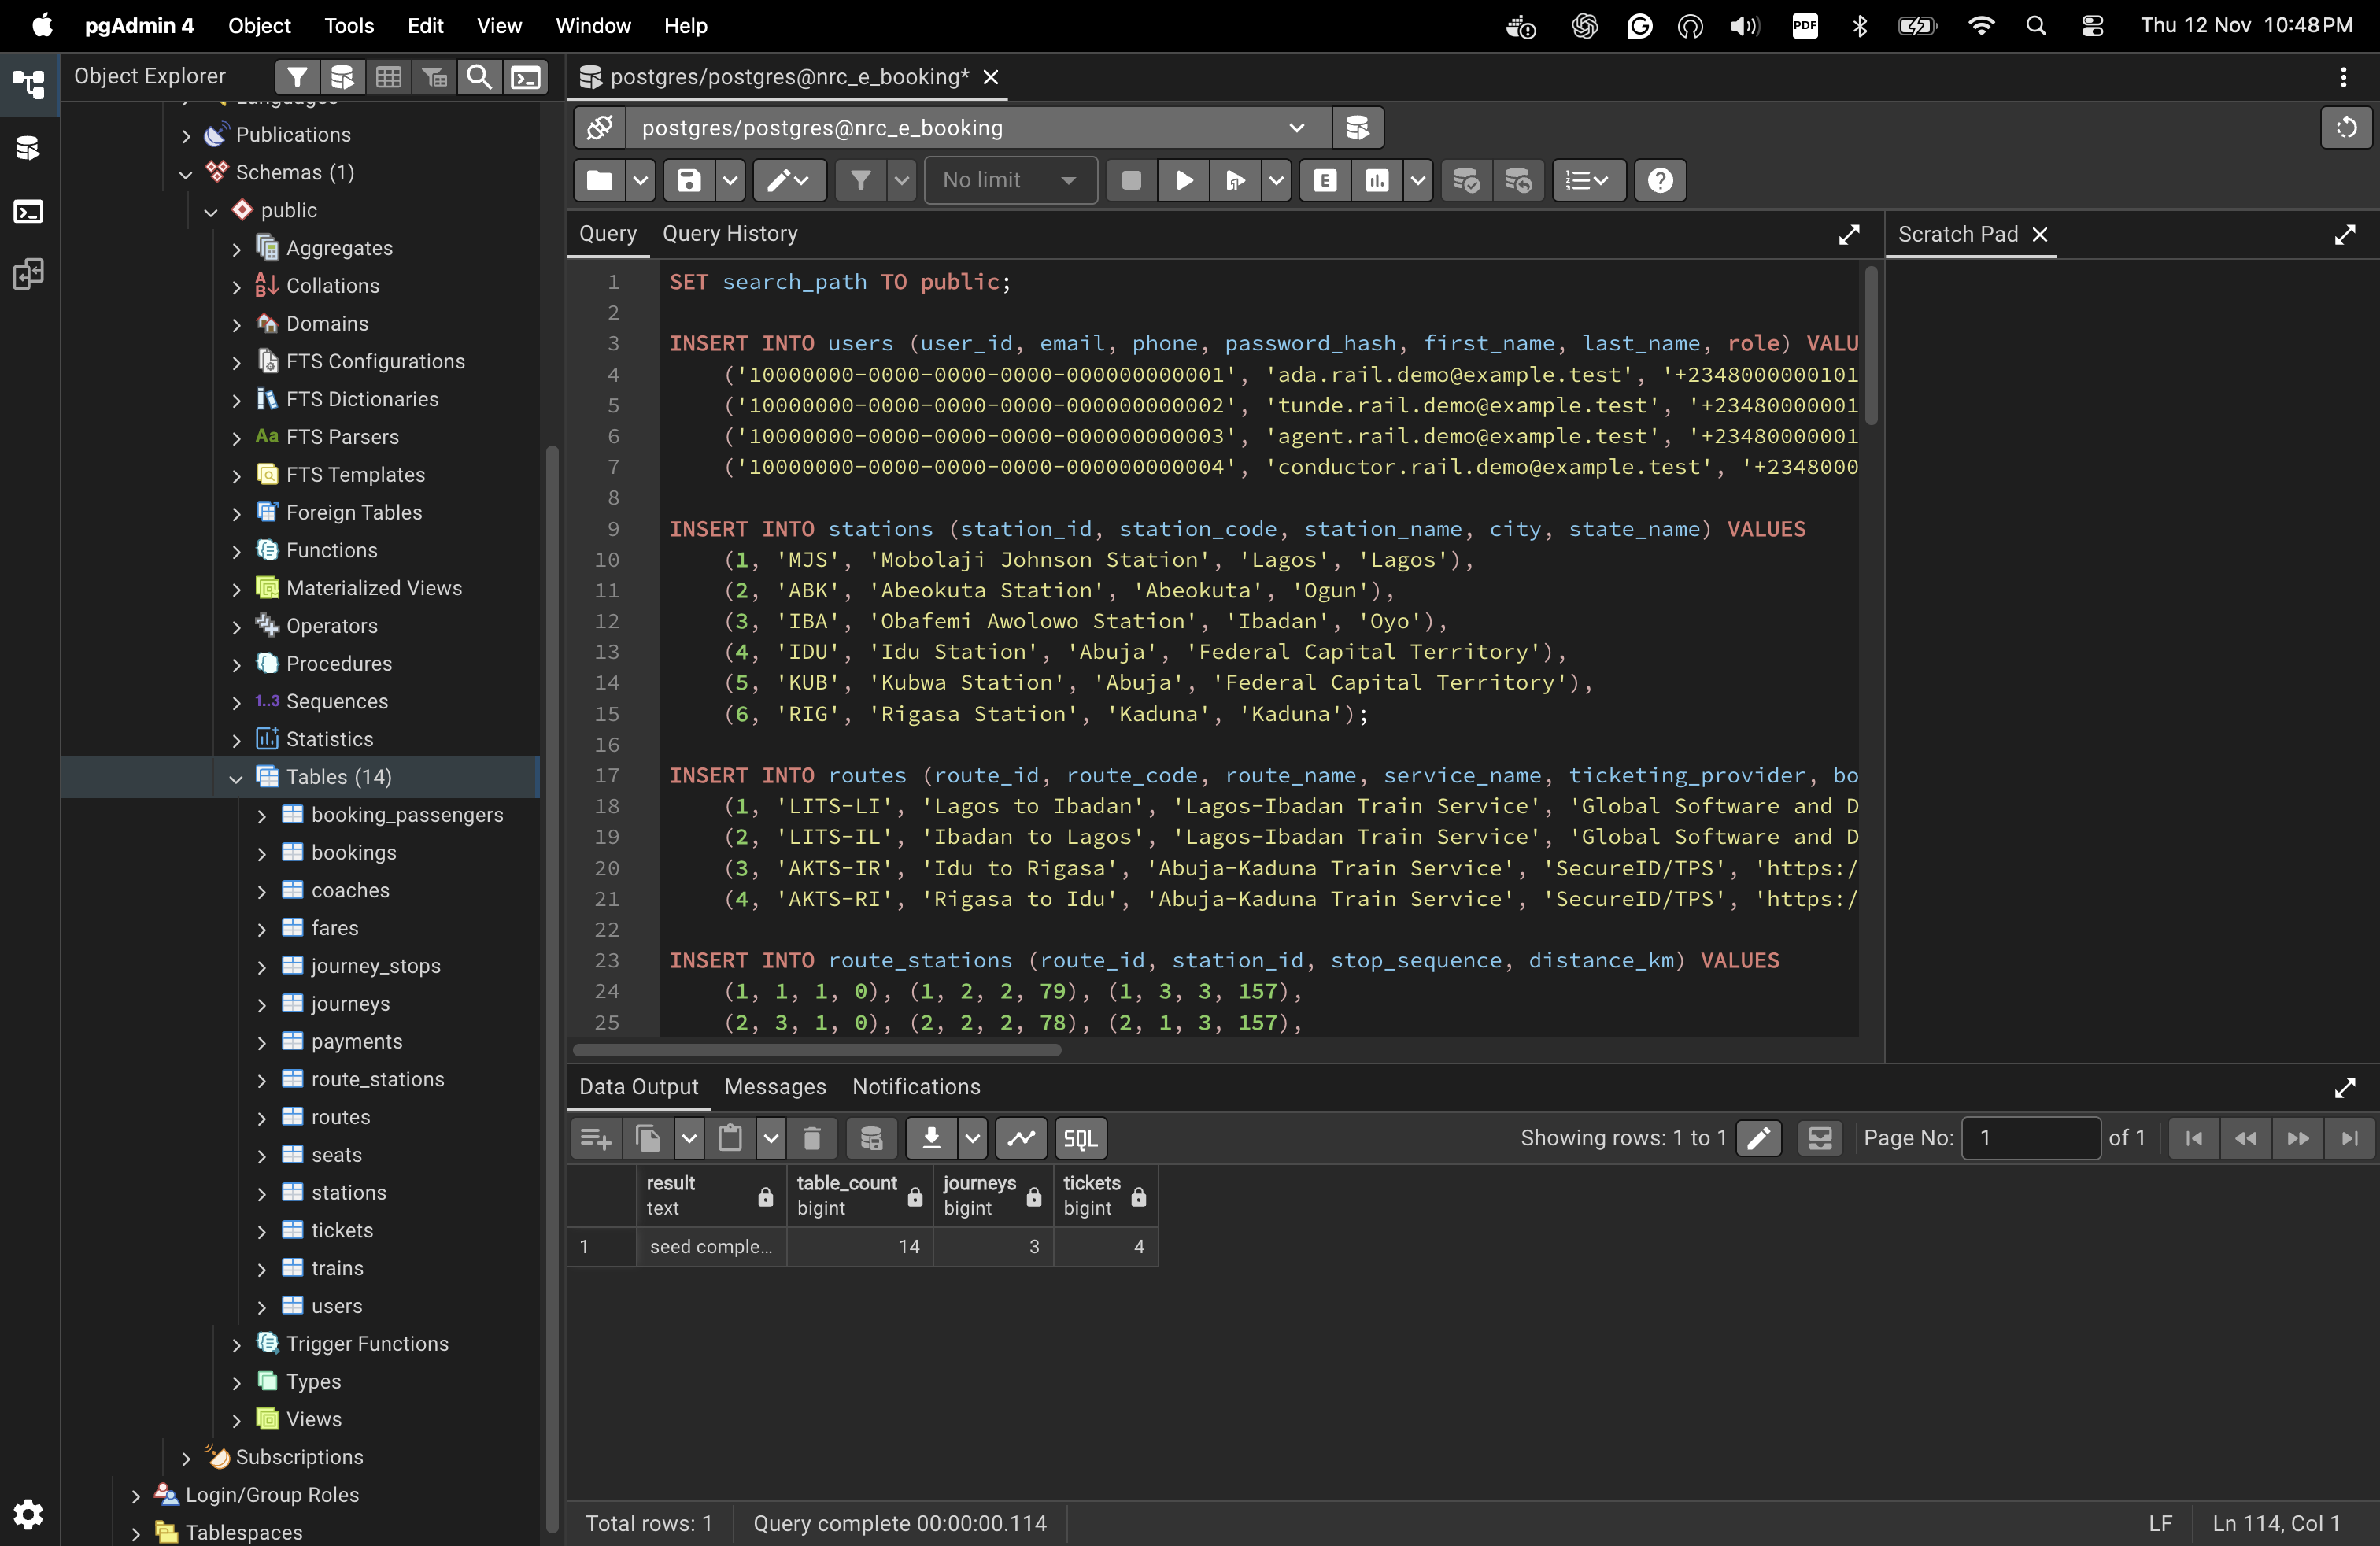 pgAdmin 4 Object Tools Edit View Window Help PDF Thu 12 Nov 10:48 PM
Object Explorer
Publications
Schemas (1)
public
Aggregates
Collations
Domains
FTS Configurations
FTS Dictionaries
Aa FTS Parsers
FTS Templates
Foreign Tables
Functions
Materialized Views
Operators
Procedures
1..3 Sequences
Statistics
Tables (14)
booking_passengers
bookings
coaches
fares
journey_stops
journeys
payments
route_stations
routes
seats
stations
tickets
trains
users
Trigger Functions
Types
Views
Subscriptions
Login/Group Roles
Tablespaces
postgres/postgres@nrc_e_booking*
postgres/postgres@nrc_e_booking
No limit E
Query Query History
Scratch Pad
1 SET search_path TO public;
2
3 INSERT INTO users (user_id, email, phone, password_hash, first_name, last_name, role) VALU
4 ('10000000-0000-0000-0000-000000000001', 'ada.rail.demo@example.test', '+2348000000101
5 ('10000000-0000-0000-0000-000000000002', 'tunde.rail.demo@example.test', '+23480000001
6 ('10000000-0000-0000-0000-000000000003', 'agent.rail.demo@example.test', '+23480000001
7 ('10000000-0000-0000-0000-000000000004', 'conductor.rail.demo@example.test', '+2348000
8
9 INSERT INTO stations (station_id, station_code, station_name, city, state_name) VALUES
10 (1, 'MJS', 'Mobolaji Johnson Station', 'Lagos', 'Lagos'),
11 (2, 'ABK', 'Abeokuta Station', 'Abeokuta', 'Ogun'),
12 (3, 'IBA', 'Obafemi Awolowo Station', 'Ibadan', 'Oyo'),
13 (4, 'IDU', 'Idu Station', 'Abuja', 'Federal Capital Territory'),
14 (5, 'KUB', 'Kubwa Station', 'Abuja', 'Federal Capital Territory'),
15 (6, 'RIG', 'Rigasa Station', 'Kaduna', 'Kaduna');
16
17 INSERT INTO routes (route_id, route_code, route_name, service_name, ticketing_provider, bo
18 (1, 'LITS-LI', 'Lagos to Ibadan', 'Lagos-Ibadan Train Service', 'Global Software and D
19 (2, 'LITS-IL', 'Ibadan to Lagos', 'Lagos-Ibadan Train Service', 'Global Software and D
20 (3, 'AKTS-IR', 'Idu to Rigasa', 'Abuja-Kaduna Train Service', 'SecureID/TPS', 'https:/
21 (4, 'AKTS-RI', 'Rigasa to Idu', 'Abuja-Kaduna Train Service', 'SecureID/TPS', 'https:/
22
23 INSERT INTO route_stations (route_id, station_id, stop_sequence, distance_km) VALUES
24 (1, 1, 1, 0), (1, 2, 2, 79), (1, 3, 3, 157),
25 (2, 3, 1, 0), (2, 2, 2, 78), (2, 1, 3, 157),
Data Output Messages Notifications
SQL Showing rows: 1 to 1 Page No: 1 of 1
result table_count journeys tickets
text bigint bigint bigint
1 seed comple... 14 3 4
Total rows: 1 Query complete 00:00:00.114 LF Ln 114, Col 1